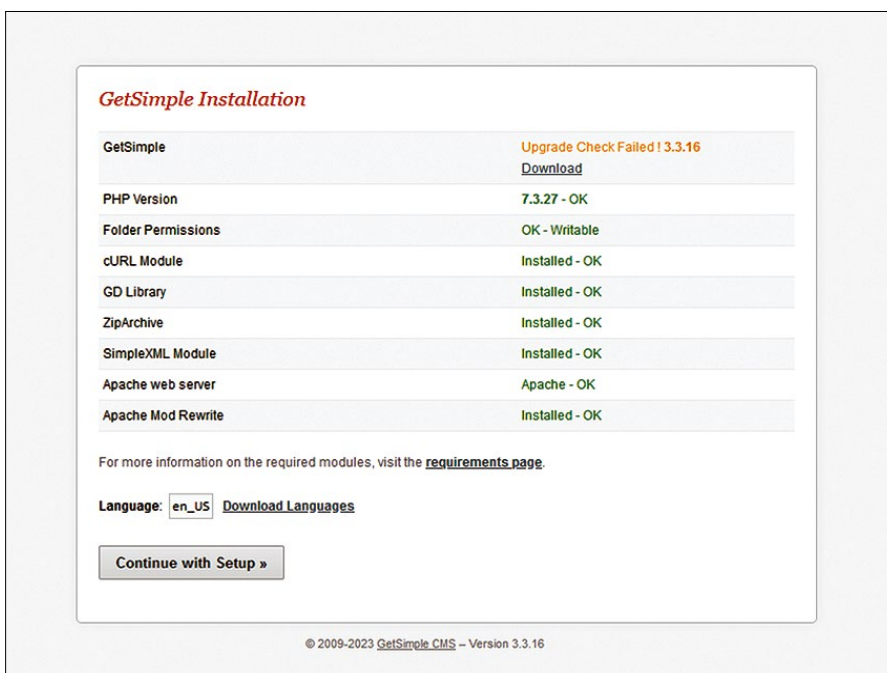 GetSimple Installation
GetSimple Upgrade Check Failed ! 3.3.16
Download
PHP Version 7.3.27 - OK
Folder Permissions OK - Writable
cURL Module Installed - OK
GD Library Installed - OK
ZipArchive Installed - OK
SimpleXML Module Installed - OK
Apache web server Apache - OK
Apache Mod Rewrite Installed - OK
For more information on the required modules, visit the requirements page.
Language: en_US Download Languages
Continue with Setup »
© 2009-2023 GetSimple CMS – Version 3.3.16